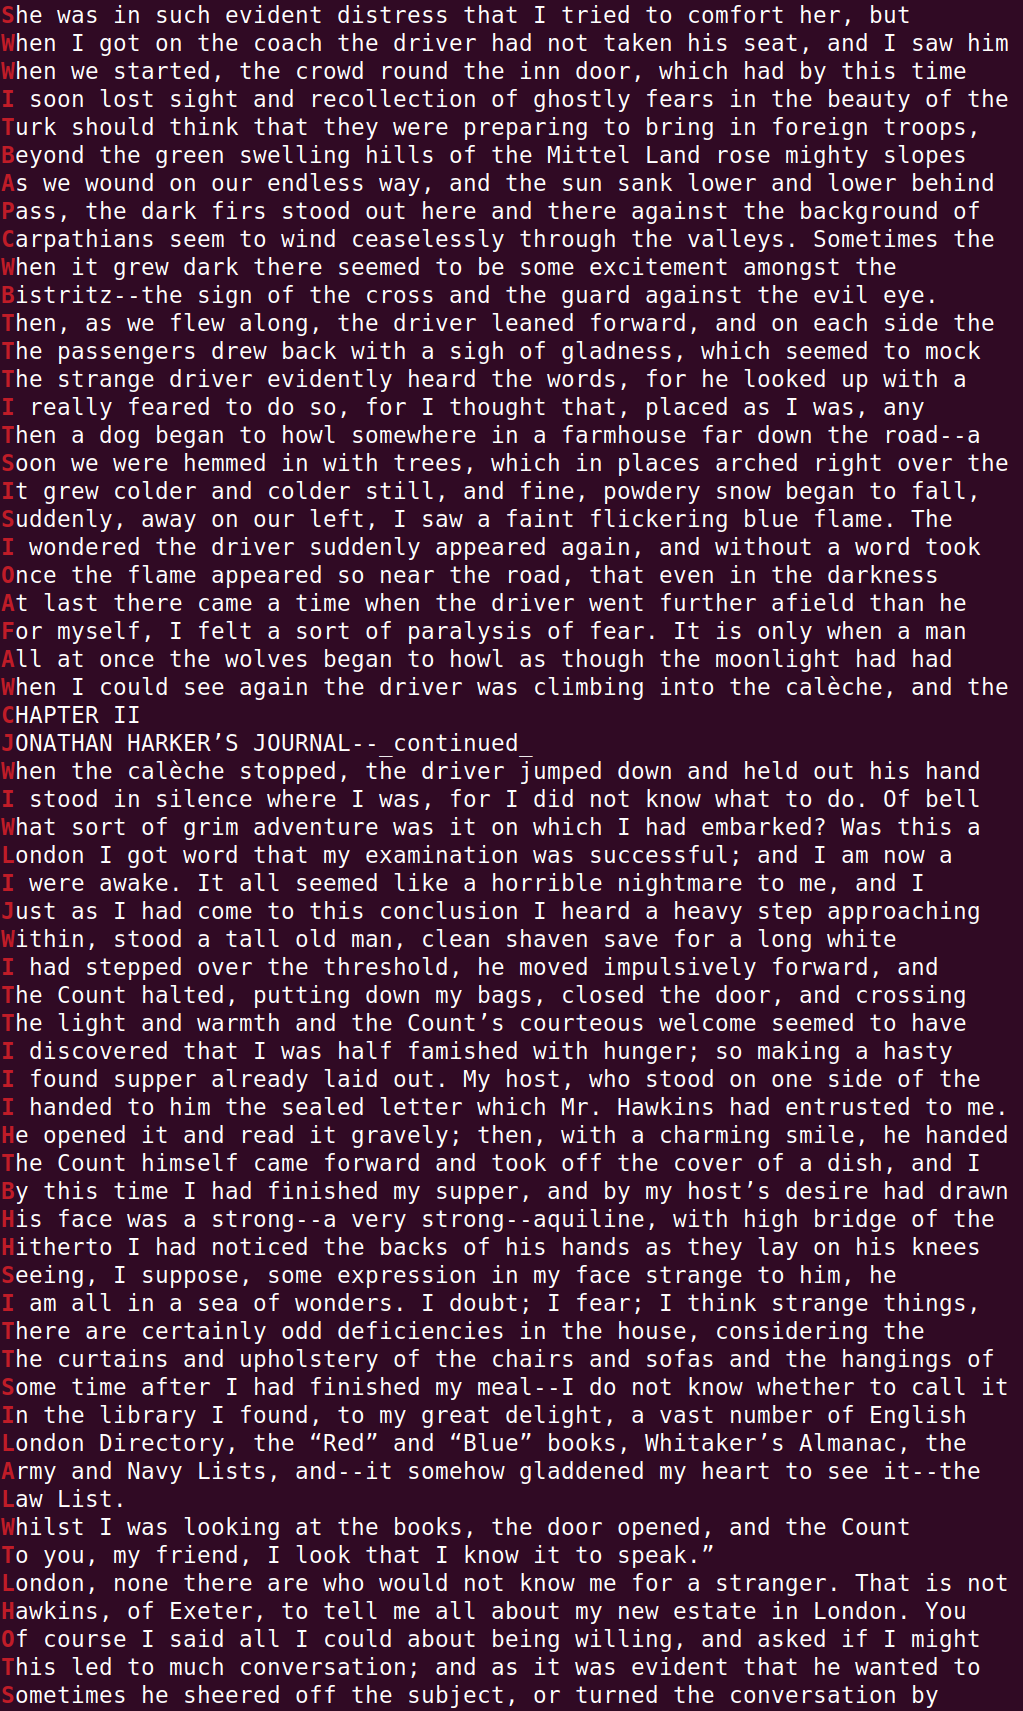 She was in such evident distress that I tried to comfort her, but
When I got on the coach the driver had not taken his seat, and I saw him
When we started, the crowd round the inn door, which had by this time
I soon lost sight and recollection of ghostly fears in the beauty of the
Turk should think that they were preparing to bring in foreign troops,
Beyond the green swelling hills of the Mittel Land rose mighty slopes
As we wound on our endless way, and the sun sank lower and lower behind
Pass, the dark firs stood out here and there against the background of
Carpathians seem to wind ceaselessly through the valleys. Sometimes the
When it grew dark there seemed to be some excitement amongst the
Bistritz--the sign of the cross and the guard against the evil eye.
Then, as we flew along, the driver leaned forward, and on each side the
The passengers drew back with a sigh of gladness, which seemed to mock
The strange driver evidently heard the words, for he looked up with a
I really feared to do so, for I thought that, placed as I was, any
Then a dog began to howl somewhere in a farmhouse far down the road--a
Soon we were hemmed in with trees, which in places arched right over the
It grew colder and colder still, and fine, powdery snow began to fall,
Suddenly, away on our left, I saw a faint flickering blue flame. The
I wondered the driver suddenly appeared again, and without a word took
Once the flame appeared so near the road, that even in the darkness
At last there came a time when the driver went further afield than he
For myself, I felt a sort of paralysis of fear. It is only when a man
All at once the wolves began to howl as though the moonlight had had
When I could see again the driver was climbing into the calèche, and the
CHAPTER II
JONATHAN HARKER’S JOURNAL--_continued_
When the calèche stopped, the driver jumped down and held out his hand
I stood in silence where I was, for I did not know what to do. Of bell
What sort of grim adventure was it on which I had embarked? Was this a
London I got word that my examination was successful; and I am now a
I were awake. It all seemed like a horrible nightmare to me, and I
Just as I had come to this conclusion I heard a heavy step approaching
Within, stood a tall old man, clean shaven save for a long white
I had stepped over the threshold, he moved impulsively forward, and
The Count halted, putting down my bags, closed the door, and crossing
The light and warmth and the Count’s courteous welcome seemed to have
I discovered that I was half famished with hunger; so making a hasty
I found supper already laid out. My host, who stood on one side of the
I handed to him the sealed letter which Mr. Hawkins had entrusted to me.
He opened it and read it gravely; then, with a charming smile, he handed
The Count himself came forward and took off the cover of a dish, and I
By this time I had finished my supper, and by my host’s desire had drawn
His face was a strong--a very strong--aquiline, with high bridge of the
Hitherto I had noticed the backs of his hands as they lay on his knees
Seeing, I suppose, some expression in my face strange to him, he
I am all in a sea of wonders. I doubt; I fear; I think strange things,
There are certainly odd deficiencies in the house, considering the
The curtains and upholstery of the chairs and sofas and the hangings of
Some time after I had finished my meal--I do not know whether to call it
In the library I found, to my great delight, a vast number of English
London Directory, the “Red” and “Blue” books, Whitaker’s Almanac, the
Army and Navy Lists, and--it somehow gladdened my heart to see it--the
Law List.
Whilst I was looking at the books, the door opened, and the Count
To you, my friend, I look that I know it to speak.”
London, none there are who would not know me for a stranger. That is not
Hawkins, of Exeter, to tell me all about my new estate in London. You
Of course I said all I could about being willing, and asked if I might
This led to much conversation; and as it was evident that he wanted to
Sometimes he sheered off the subject, or turned the conversation by